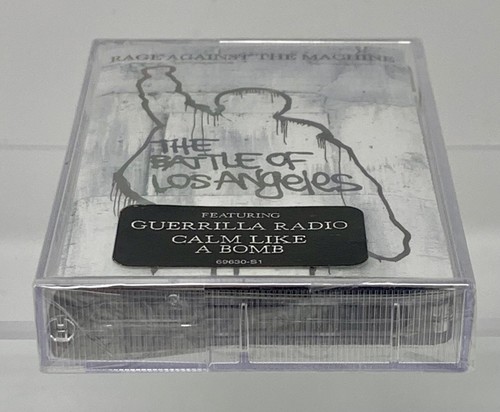 RAGE AGAINST THE MACHINE
THE
BATTLE OF
LOS ANGELES
FEATURING
GUERRILLA RADIO
CALM LIKE
A BOMB
69630-S1